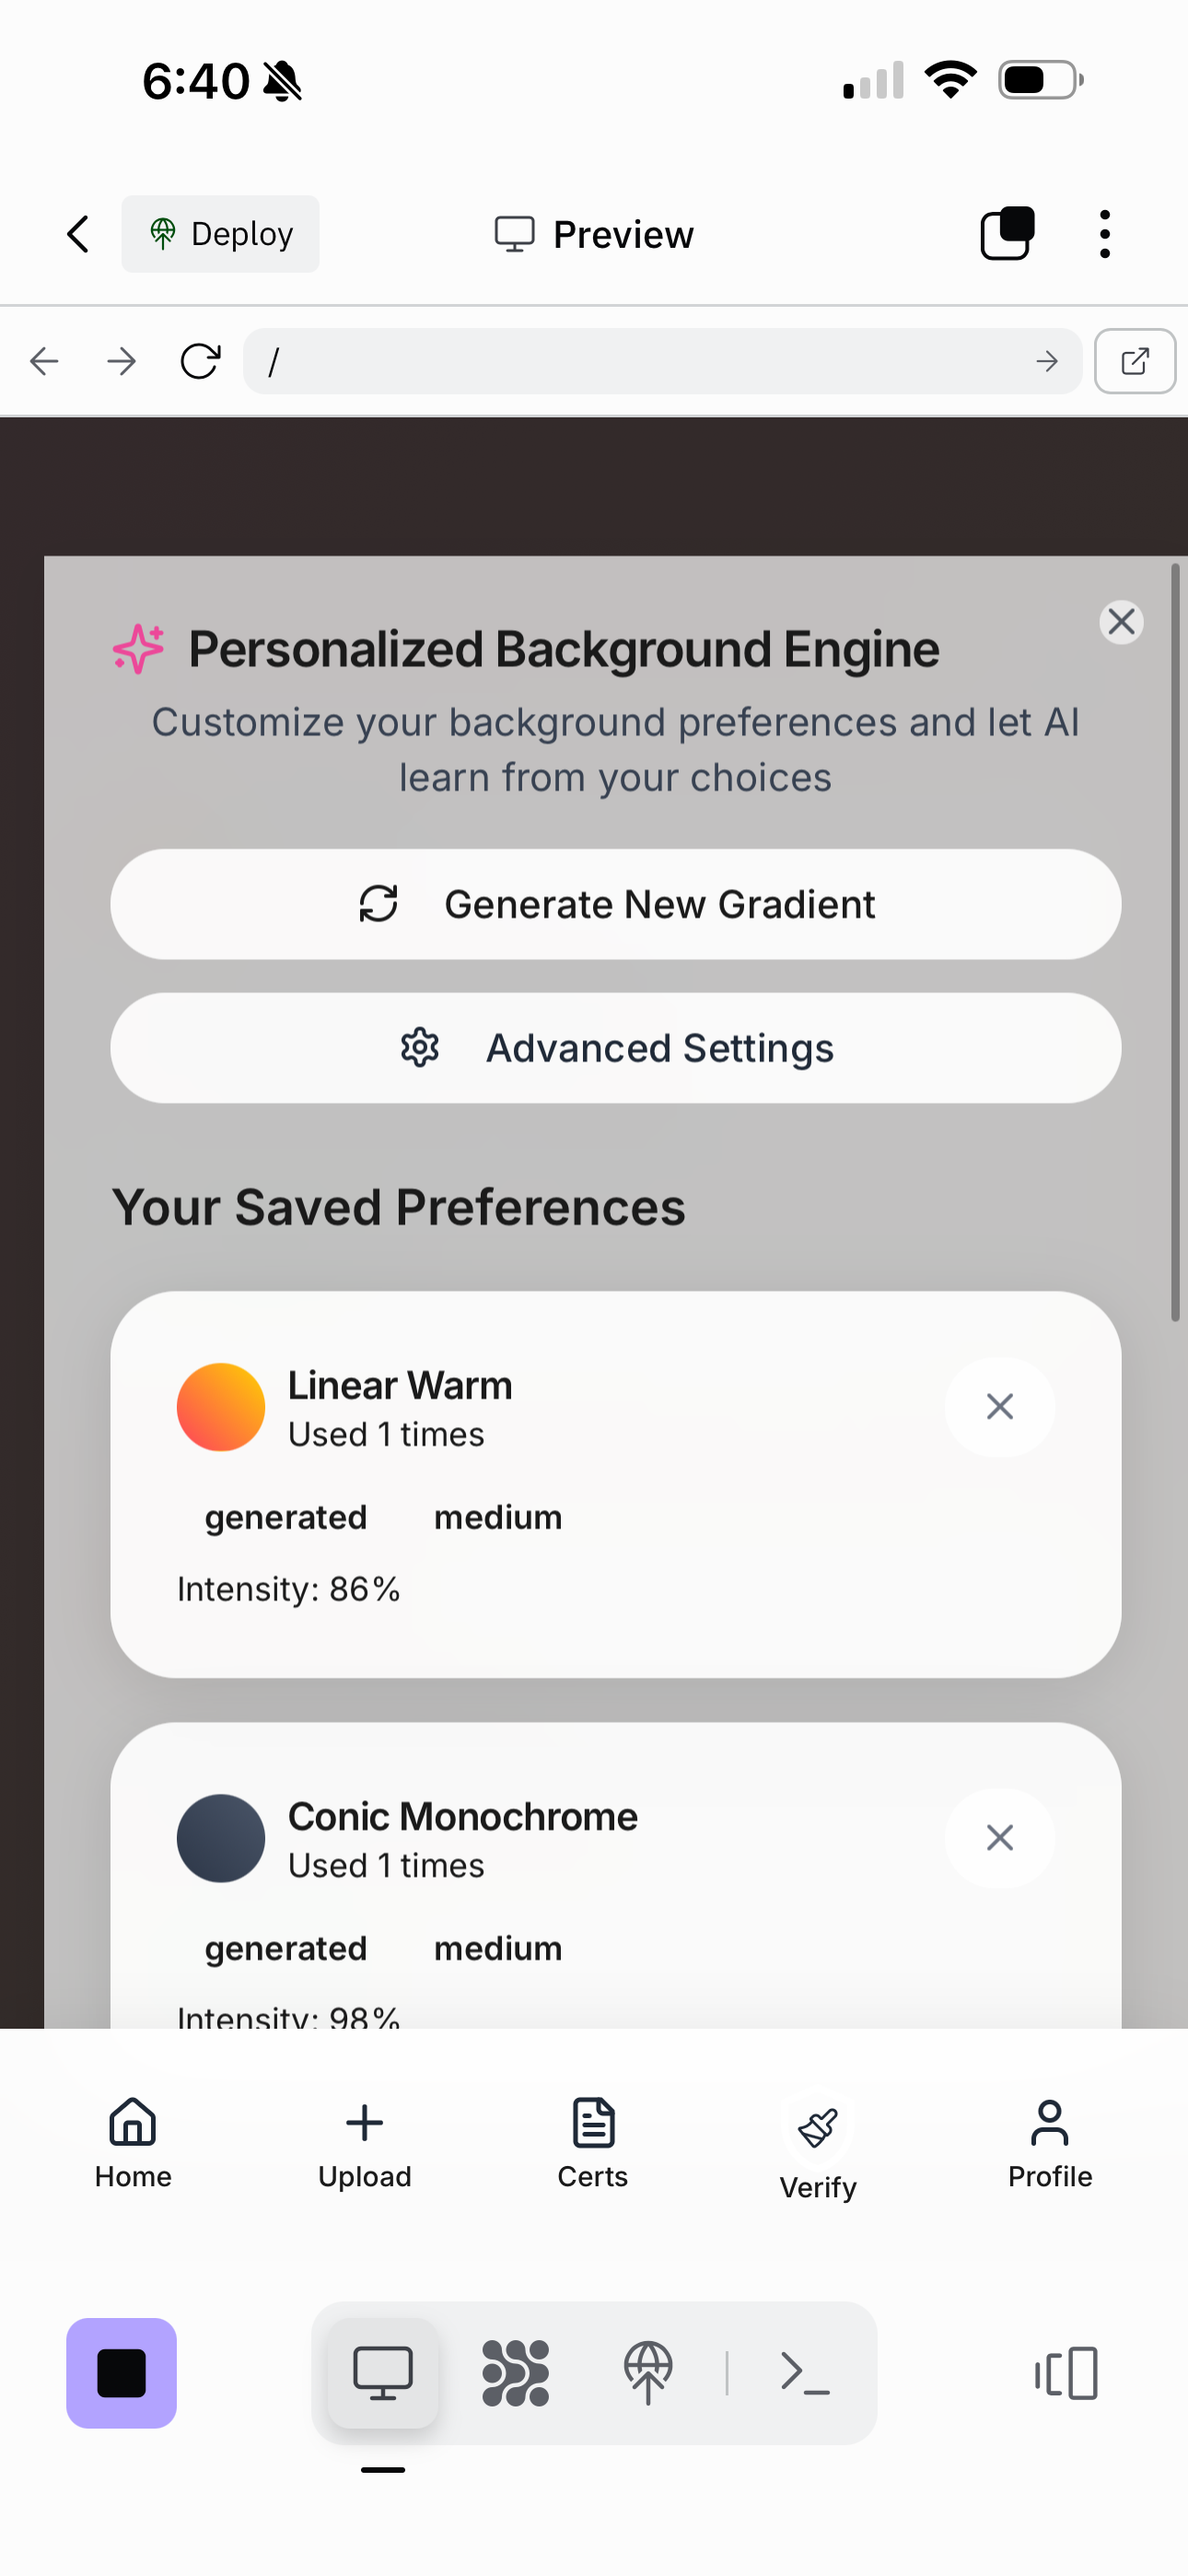 6:40
Deploy
Preview
/
Personalized Background Engine
Customize your background preferences and let AI
learn from your choices
Generate New Gradient
Advanced Settings
Your Saved Preferences
Linear Warm
Used 1 times
generated medium
Intensity: 86%
Conic Monochrome
Used 1 times
generated medium
Intensity: 98%
Home Upload Certs Verify Profile